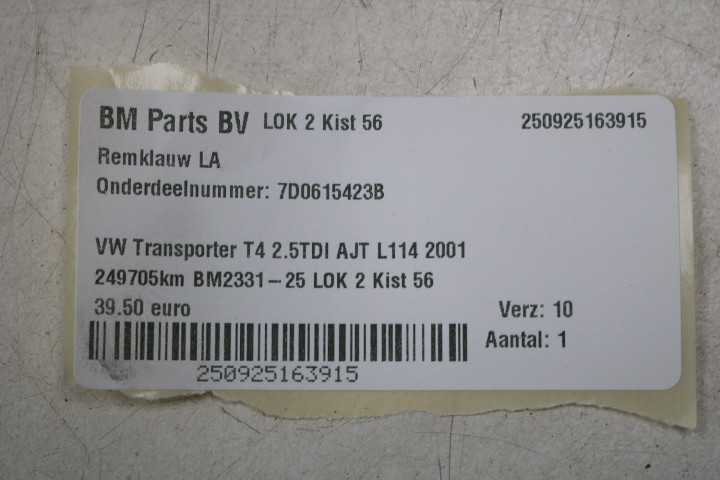 BM Parts BV LOK 2 Kist 56 250925163915
Remklauw LA
Onderdeelnummer: 7D0615423B
VW Transporter T4 2.5TDI AJT L114 2001
249705km BM2331-25 LOK 2 Kist 56
39.50 euro Verz: 10
Aantal: 1
250925163915